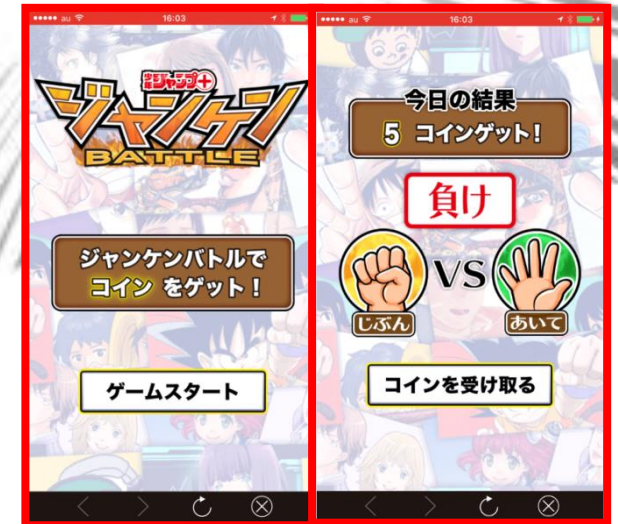 au 16:03
少年ジャンプ+
ジャンケン
BATTLE
ジャンケンバトルで
コイン をゲット！
ゲームスタート
au 16:03
今日の結果
5 コインゲット！
負け
VS
じぶん
あいて
コインを受け取る